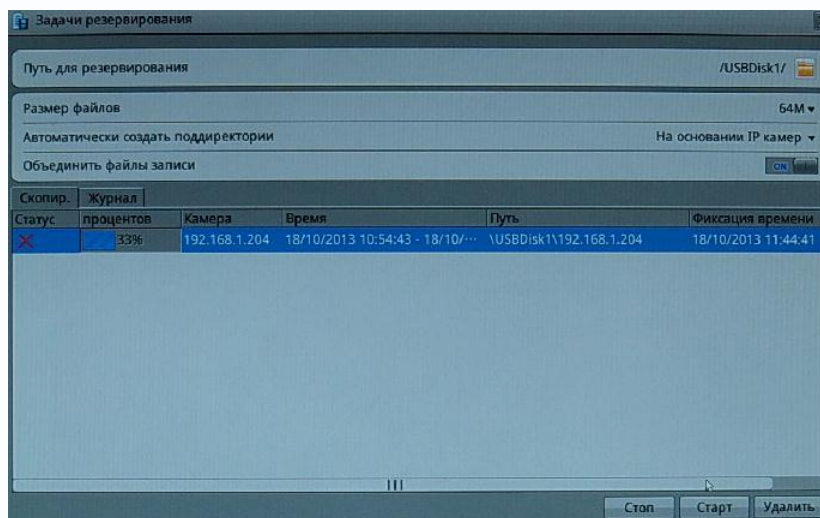 Задачи резервирования
Путь для резервирования /USBDisk1/
Размер файлов 64M
Автоматически создать поддиректории На основании IP камер
Объединить файлы записи ON
Скопир. Журнал
Статус процентов Камера Время Путь Фиксация времени
33% 192.168.1.204 18/10/2013 10:54:43 - 18/10/··· \USBDisk1\192.168.1.204 18/10/2013 11:44:41
Стоп Старт Удалить